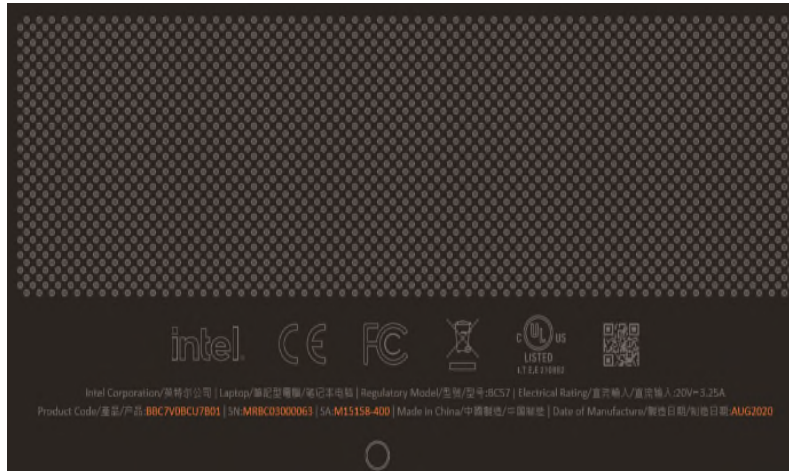 intel. CE FC
C UL US
LISTED
I.T.E.E 210882
Intel Corporation/英特尔公司 | Laptop/筆記型電腦/笔记本电脑 | Regulatory Model/型號/型号:BC57 | Electrical Rating/直流輸入/直流输入:20V⎓3.25A
Product Code/產品/产品:BBC7V0BCU7B01 | SN:MRBC03000063 | SA:M15158-400 | Made in China/中國製造/中国制造 | Date of Manufacture/製造日期/制造日期:AUG2020